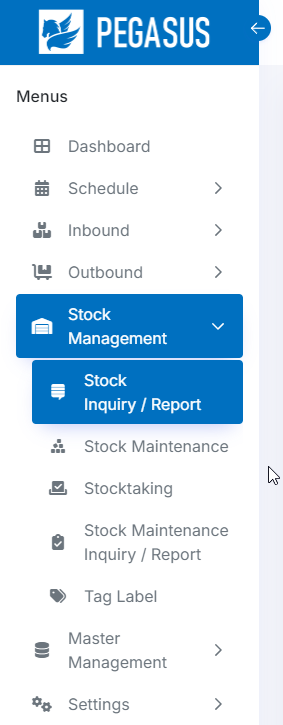 PEGASUS
Menus
Dashboard
Schedule
Inbound
Outbound
Stock
Management
Stock
Inquiry / Report
Stock Maintenance
Stocktaking
Stock Maintenance
Inquiry / Report
Tag Label
Master
Management
Settings